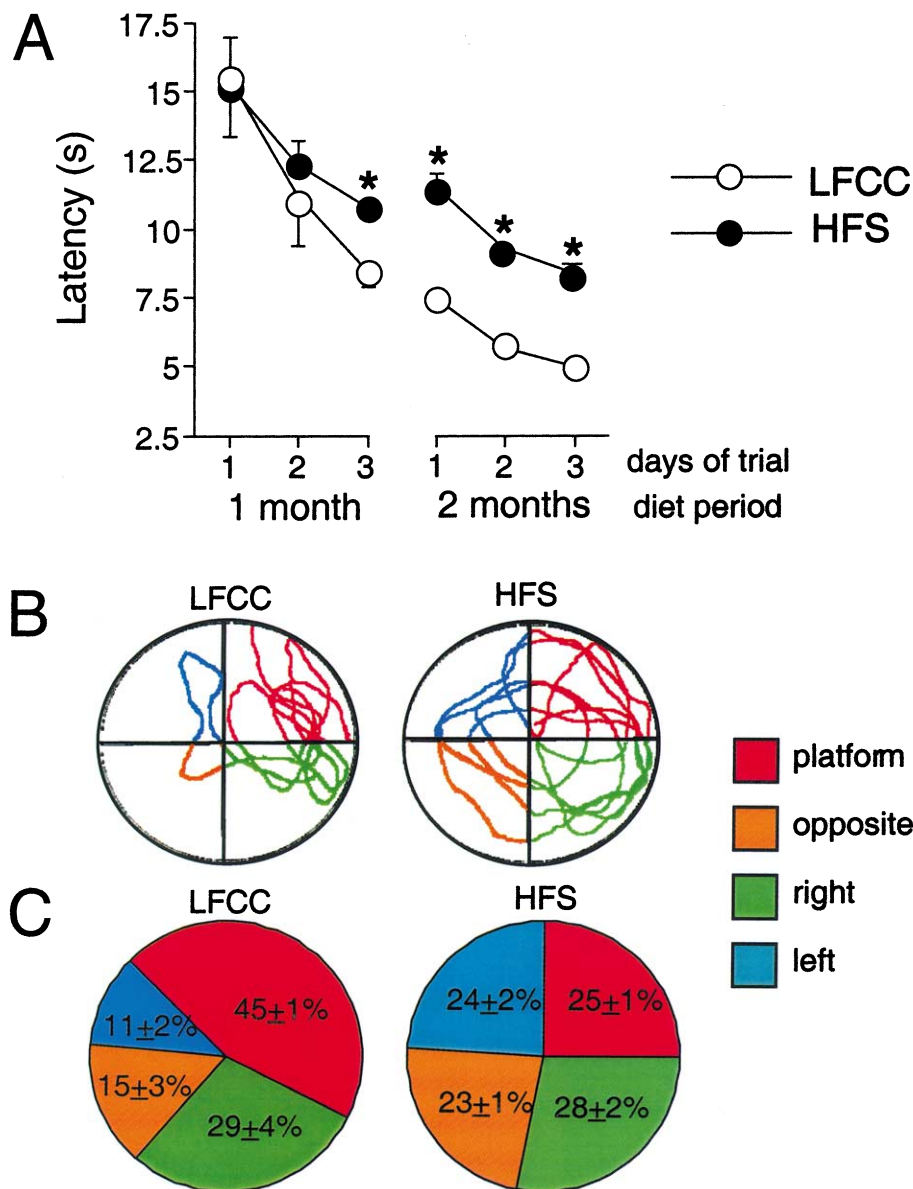 A
Latency (s)
17.5
15
12.5
10
7.5
5
2.5
* * * *
LFCC
HFS
1 2 3 1 2 3 days of trial
1 month 2 months diet period
B
LFCC HFS
platform
opposite
right
left
C
LFCC HFS
45±1%
11±2%
15±3%
29±4%
24±2% 25±1%
23±1% 28±2%